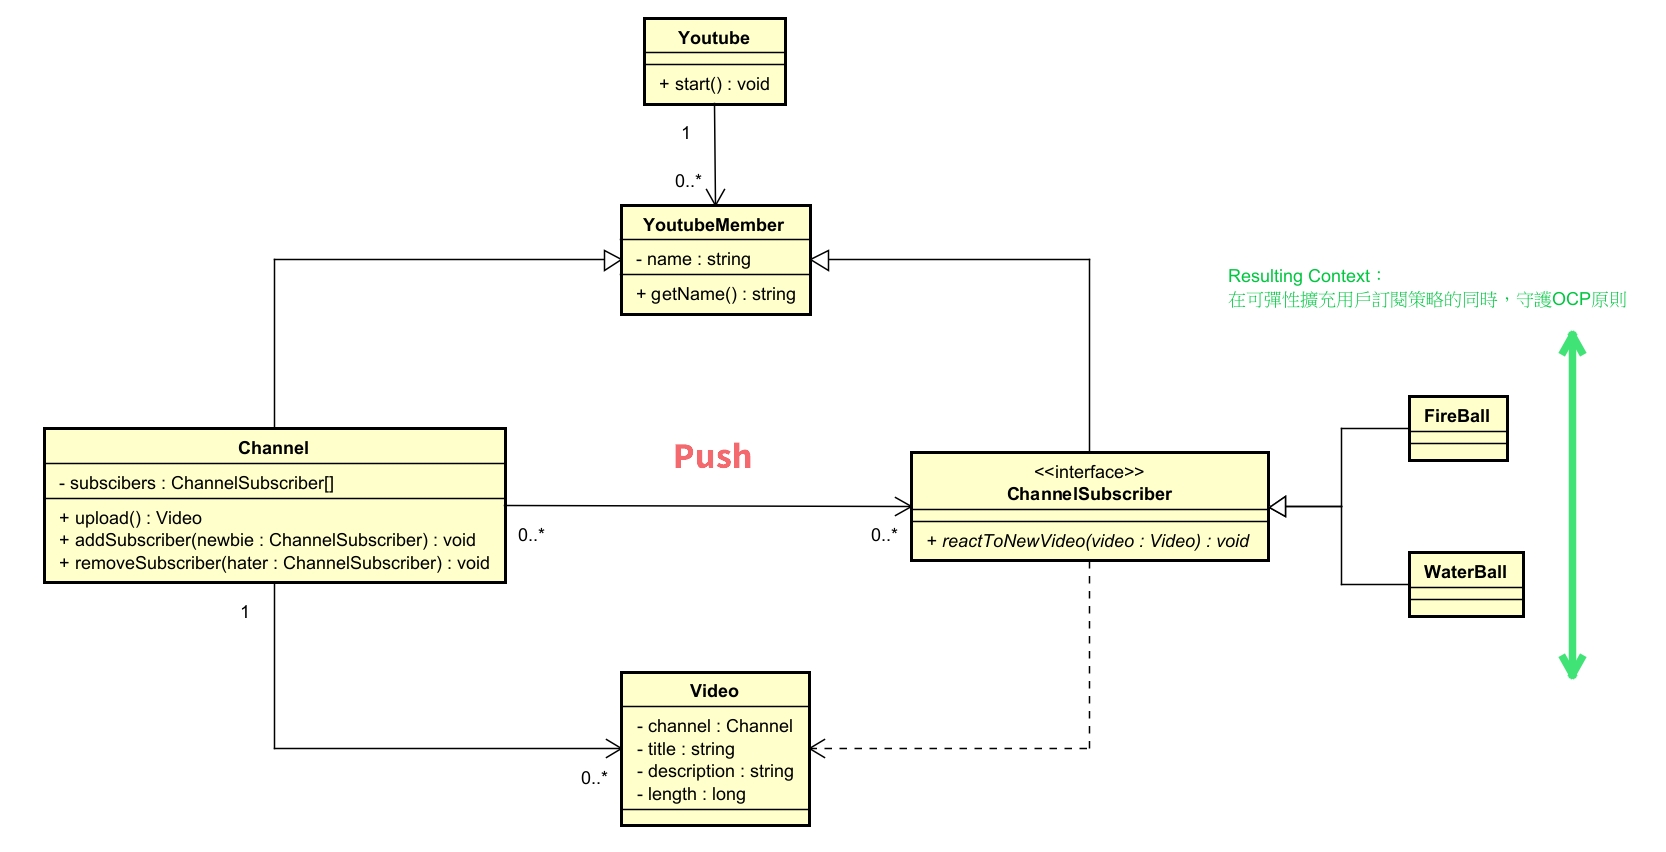 Youtube
+ start() : void
1
0..*
YoutubeMember
- name : string
+ getName() : string
Resulting Context：
在可彈性擴充用戶訂閱策略的同時，守護OCP原則
Channel
- subscibers : ChannelSubscriber[]
+ upload() : Video
+ addSubscriber(newbie : ChannelSubscriber) : void
+ removeSubscriber(hater : ChannelSubscriber) : void
Push
0..*
0..*
<<interface>>
ChannelSubscriber
+ reactToNewVideo(video : Video) : void
FireBall
WaterBall
1
0..*
Video
- channel : Channel
- title : string
- description : string
- length : long